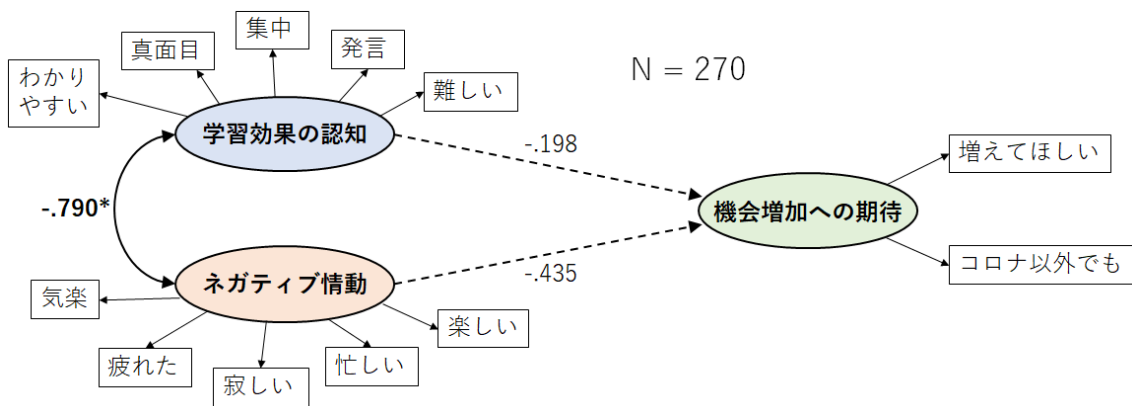 集中
真面目
発言
わかり
やすい
難しい
N = 270
学習効果の認知
-.198
増えてほしい
-.790*
機会増加への期待
コロナ以外でも
ネガティブ情動
-.435
気楽
楽しい
疲れた
寂しい
忙しい